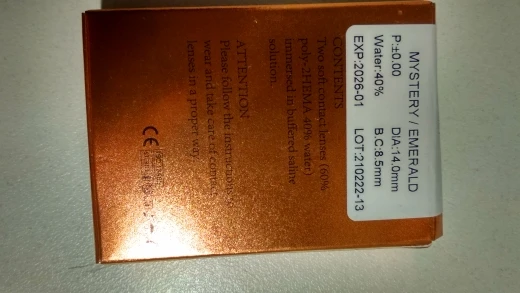 MYSTERY / EMERALD
P:±0.00 DIA:14.0mm
Water:40% B.C:8.5mm
EXP:2026-01 LOT:210222-13
CONTENTS
Two soft contact lenses (60%
poly-2HEMA 40% water)
immersed in buffered saline
solution.
ATTENTION
Please follow the instructions
wear and take care of contact
lenses in a proper way.
CE